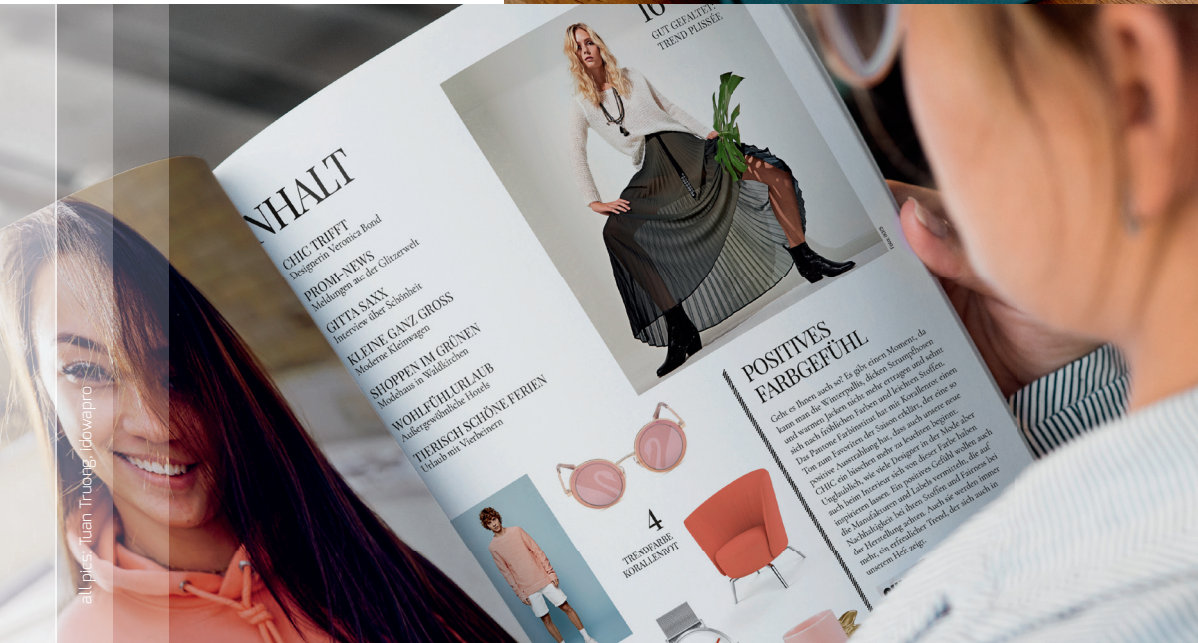 all pics: Tuan Truong, idowapro
NHALT
CHIC TRIFFT
Designerin Veronica Bond
PROMI-NEWS
Meldungen aus der Glitzerwelt
GITTA SAXX
Interview über Schönheit
KLEINE GANZ GROSS
Moderne Kleinwagen
SHOPPEN IM GRÜNEN
Modehaus in Waldkirchen
WOHLFÜHLURLAUB
Außergewöhnliche Hotels
TIERISCH SCHÖNE FERIEN
Urlaub mit Vierbeinern
10
GUT GEFALTET:
TREND PLISSÉE
4
TRENDFARBE
KORALLENROT
POSITIVES
FARBGEFÜHL
Geht es Ihnen auch so? Es gibt einen Moment, da
kann man die Winterpullis, dicken Strumpfhosen
und warmen Jacken nicht mehr ertragen und sehnt
sich nach fröhlichen Farben und leichten Stoffen.
Das Pantone Farbinstitut hat mit Korallenrot einen
Ton zum Favoriten der Saison erklärt, der eine so
positive Ausstrahlung hat, dass auch unsere neue
CHIC ein bisschen mehr zu leuchten beginnt.
Unglaublich, wie viele Designer in der Mode aber
auch beim Interieur sich von dieser Farbe haben
inspirieren lassen. Ein positives Gefühl wollen auch
die Manufakturen und Labels vermitteln, die auf
Nachhaltigkeit bei ihren Stoffen und Fairness bei
der Herstellung achten. Auch sie werden immer
mehr, ein erfreulicher Trend, der sich auch in
unserem Heft zeigt.